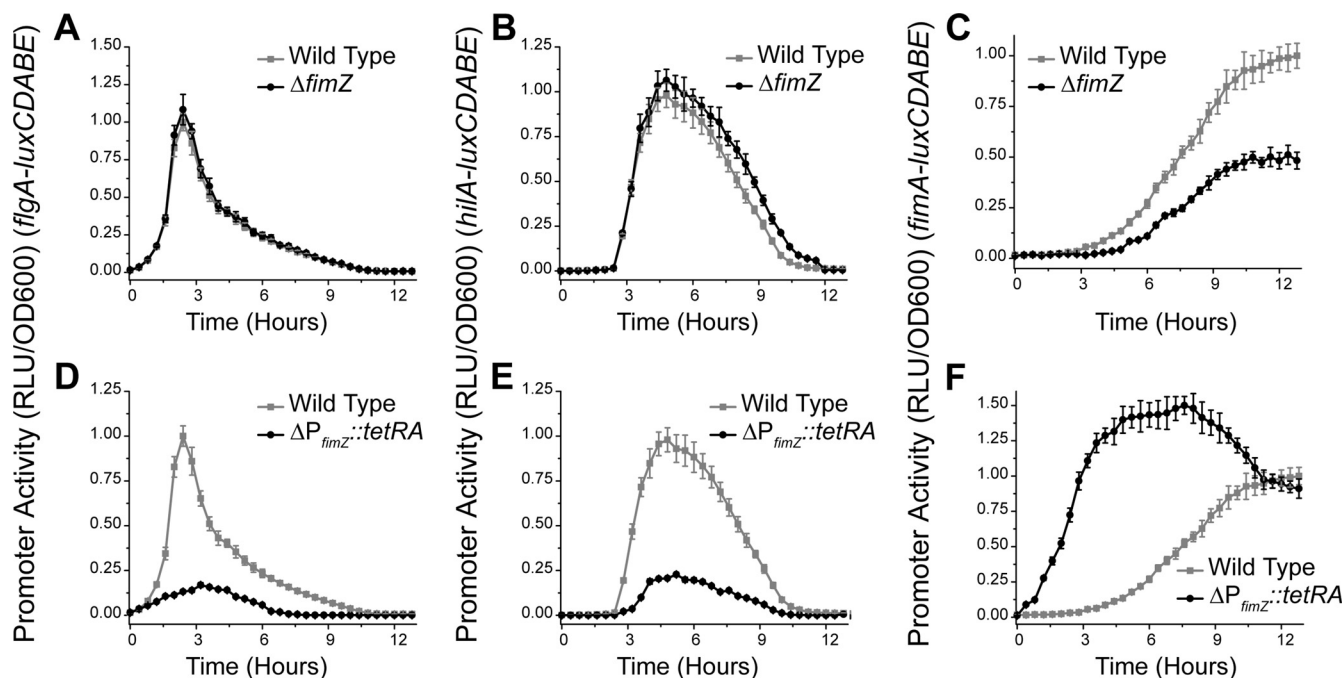 A
1.50
1.25
1.00
0.75
0.50
0.25
0.00
Wild Type
ΔfimZ
0 3 6 9 12
Time (Hours)
Promoter Activity (RLU/OD600) (flgA-luxCDABE)
B
1.25
1.00
0.75
0.50
0.25
0.00
Wild Type
ΔfimZ
0 3 6 9 12
Time (Hours)
Promoter Activity (RLU/OD600) (hilA-luxCDABE)
C
1.00
0.75
0.50
0.25
0.00
Wild Type
ΔfimZ
0 3 6 9 12
Time (Hours)
Promoter Activity (RLU/OD600) (fimA-luxCDABE)
D
1.25
1.00
0.75
0.50
0.25
0.00
Wild Type
ΔPfimZ::tetRA
0 3 6 9 12
Time (Hours)
E
1.25
1.00
0.75
0.50
0.25
0.00
Wild Type
ΔPfimZ::tetRA
0 3 6 9 12
Time (Hours)
F
1.50
1.25
1.00
0.75
0.50
0.25
0.00
Wild Type
ΔPfimZ::tetRA
0 3 6 9 12
Time (Hours)